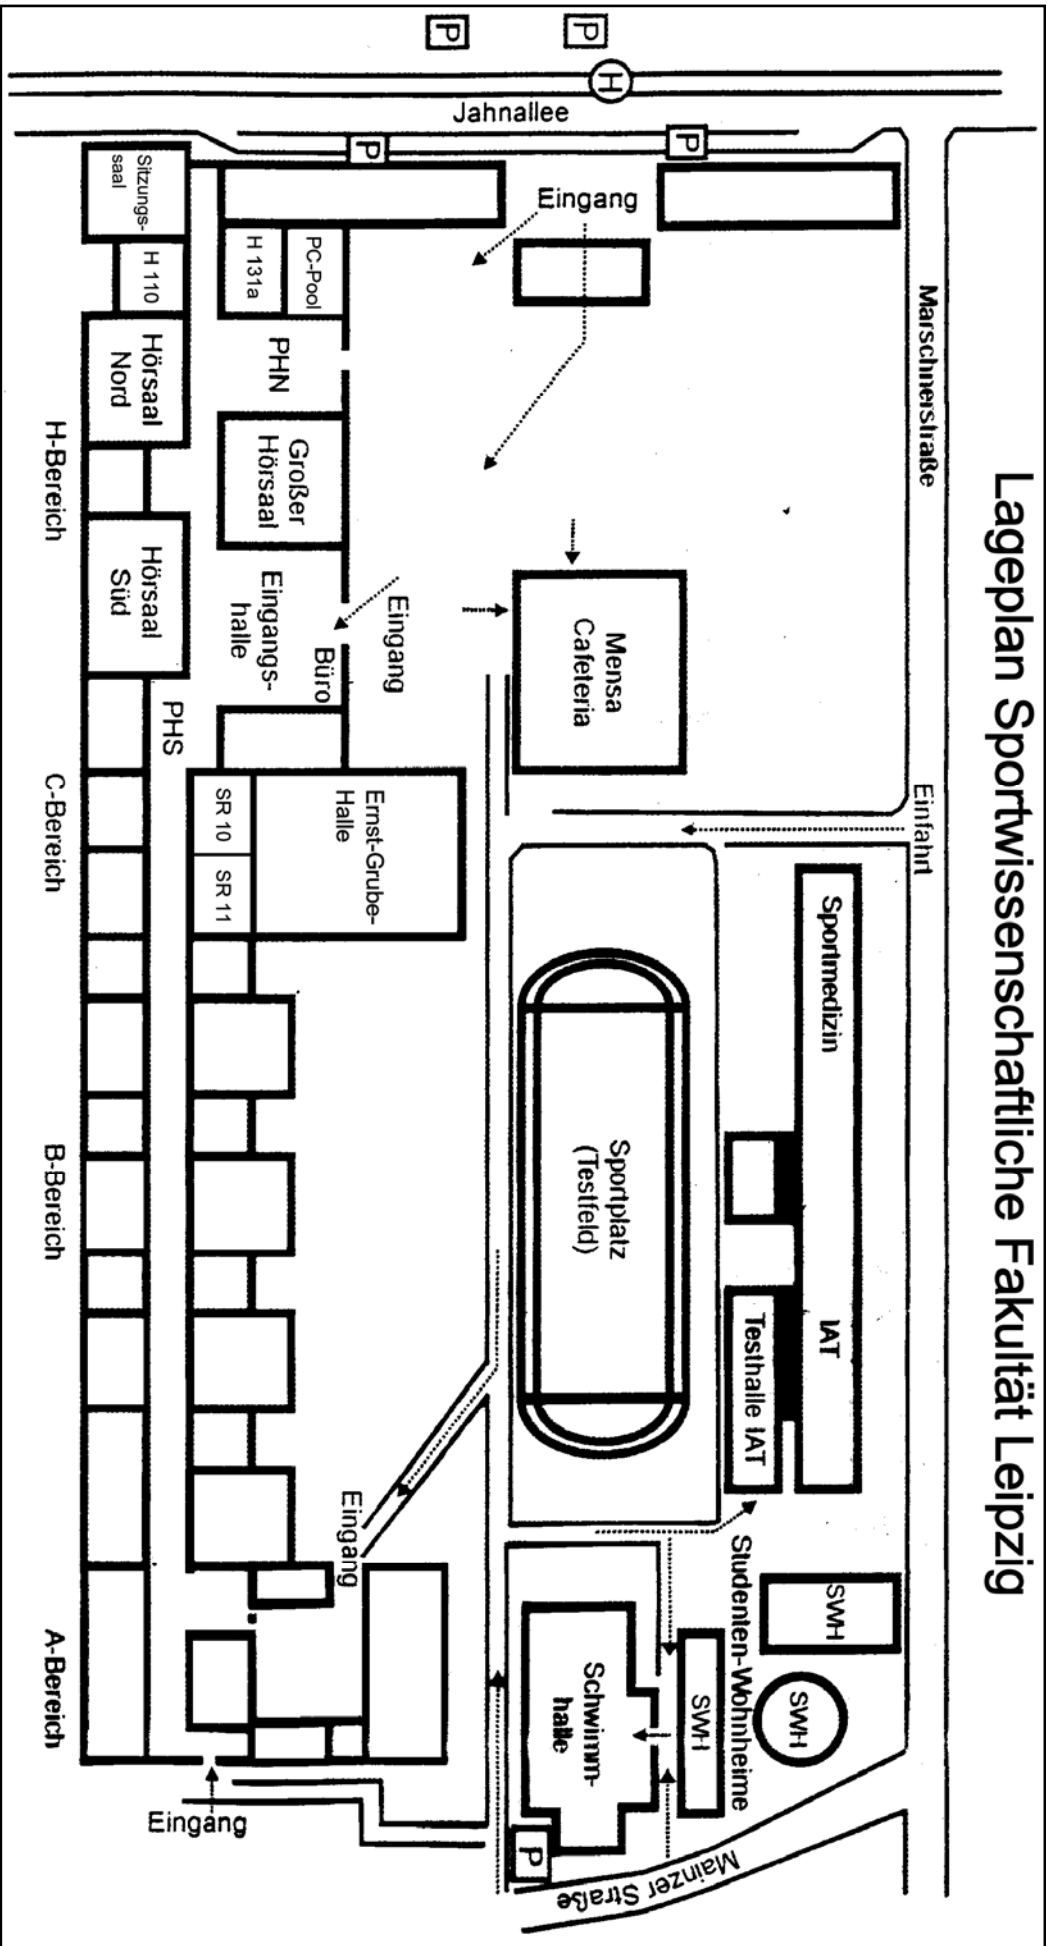 Lageplan Sportwissenschaftliche Fakultät Leipzig
P
P
H
Jahnallee
P
P
Marschnerstraße
Einfahrt
Eingang
Sitzungs-
saal
H 110
H 131a
PC-Pool
PHN
Hörsaal
Nord
Großer
Hörsaal
Hörsaal
Süd
Eingangs-
halle
Büro
Eingang
Mensa
Cafeteria
PHS
SR 10
SR 11
Ernst-Grube-
Halle
H-Bereich
C-Bereich
B-Bereich
A-Bereich
Sportmedizin
IAT
Testhalle IAT
Sportplatz
(Testfeld)
Eingang
Studenten-Wohnheime
SWH
SWH
SWH
Schwimm-
halle
P
Mainzer Straße
Eingang